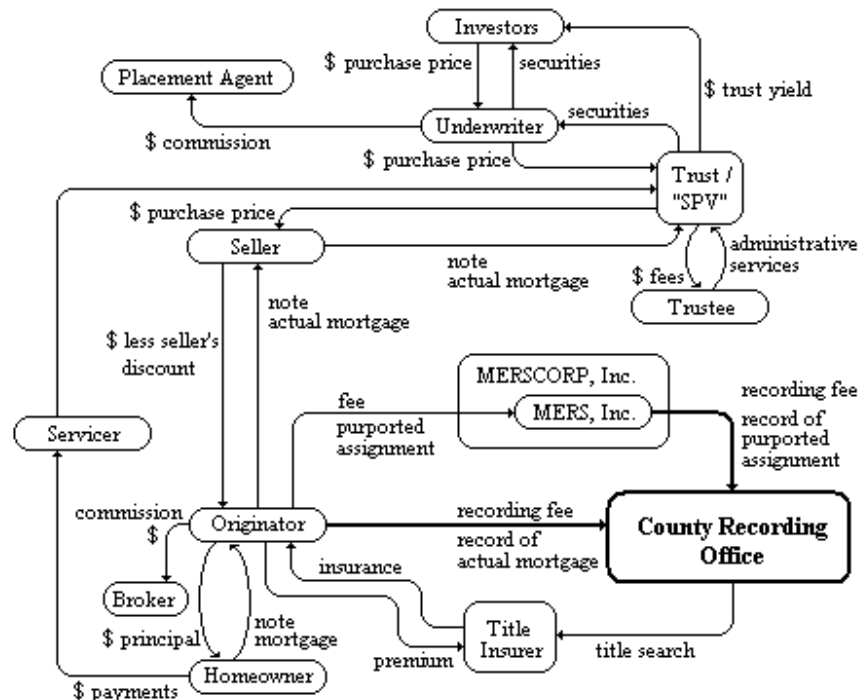 Investors
$ purchase price
securities
Placement Agent
$ trust yield
securities
Underwriter
$ commission
$ purchase price
Trust /
"SPV"
$ purchase price
Seller
administrative
services
note
actual mortgage
$ fees
Trustee
note
actual mortgage
$ less seller's
discount
MERSCORP, Inc.
recording fee
fee
MERS, Inc.
record of
purported
assignment
purported
assignment
Servicer
commission
$
Originator
recording fee
record of
actual mortgage
County Recording
Office
insurance
Broker
note
mortgage
$ principal
Title
Insurer
premium
title search
Homeowner
$ payments